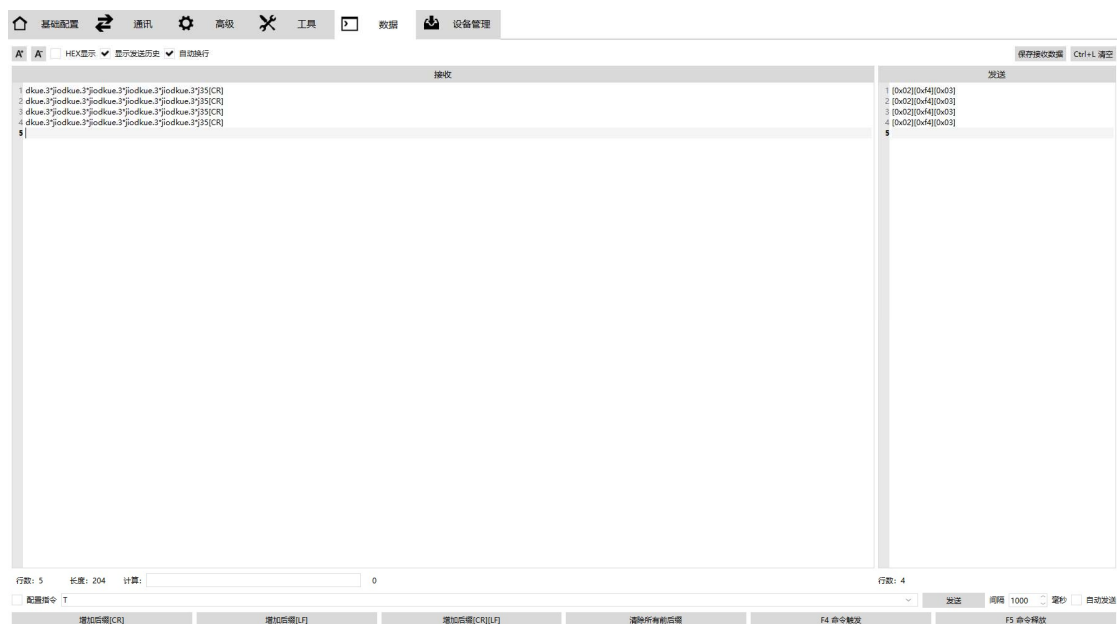 基础配置 通讯 高级 工具 数据 设备管理
A+ A- HEX显示 显示发送历史 自动换行 保存接收数据 Ctrl+L 清空
接收 发送
1 dkue.3*jiodkue.3*jiodkue.3*jiodkue.3*jiodkue.3*j35[CR]
2 dkue.3*jiodkue.3*jiodkue.3*jiodkue.3*jiodkue.3*j35[CR]
3 dkue.3*jiodkue.3*jiodkue.3*jiodkue.3*jiodkue.3*j35[CR]
4 dkue.3*jiodkue.3*jiodkue.3*jiodkue.3*jiodkue.3*j35[CR]
5
1 [0x02][0xf4][0x03]
2 [0x02][0xf4][0x03]
3 [0x02][0xf4][0x03]
4 [0x02][0xf4][0x03]
5
行数: 5 长度: 204 计算: 0 行数: 4
配置指令 T 发送 间隔 1000 毫秒 自动发送
增加后缀[CR] 增加后缀[LF] 增加后缀[CR][LF] 清除所有前后缀 F4 命令触发 F5 命令释放